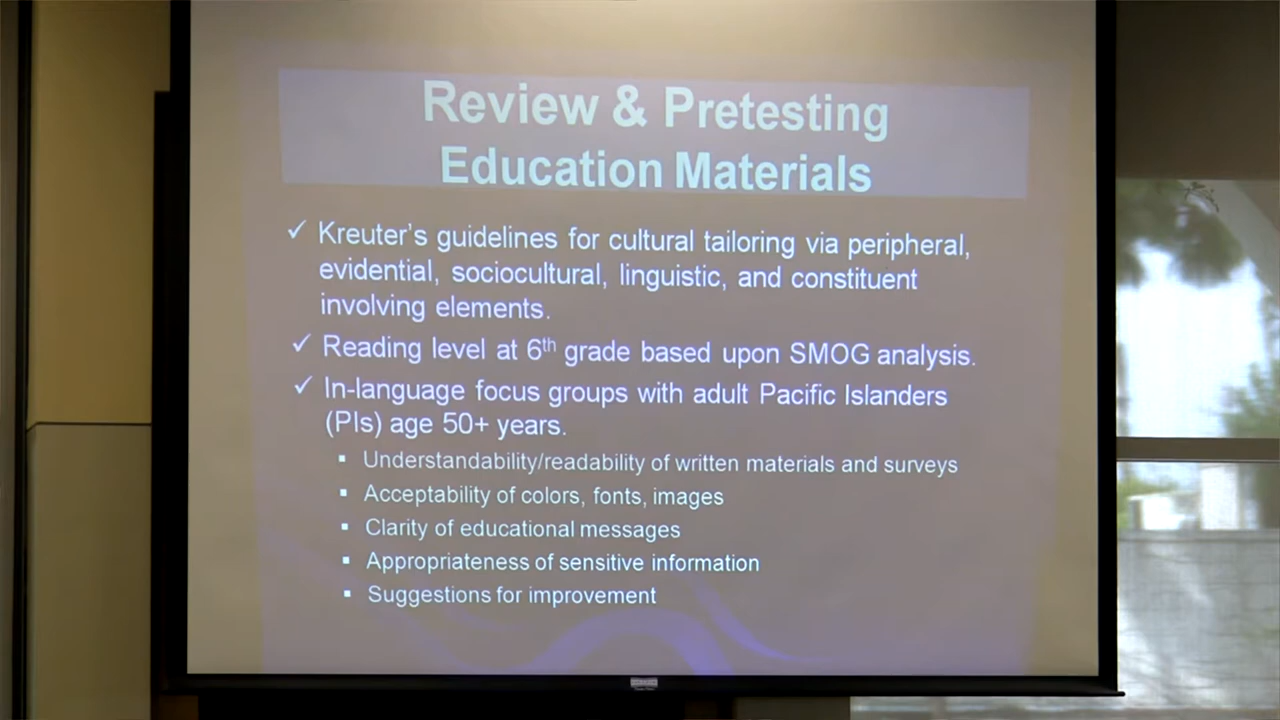 Review & Pretesting
Education Materials
✓ Kreuter's guidelines for cultural tailoring via peripheral,
evidential, sociocultural, linguistic, and constituent
involving elements.
✓ Reading level at 6th grade based upon SMOG analysis.
✓ In-language focus groups with adult Pacific Islanders
(PIs) age 50+ years.
▪ Understandability/readability of written materials and surveys
▪ Acceptability of colors, fonts, images
▪ Clarity of educational messages
▪ Appropriateness of sensitive information
▪ Suggestions for improvement